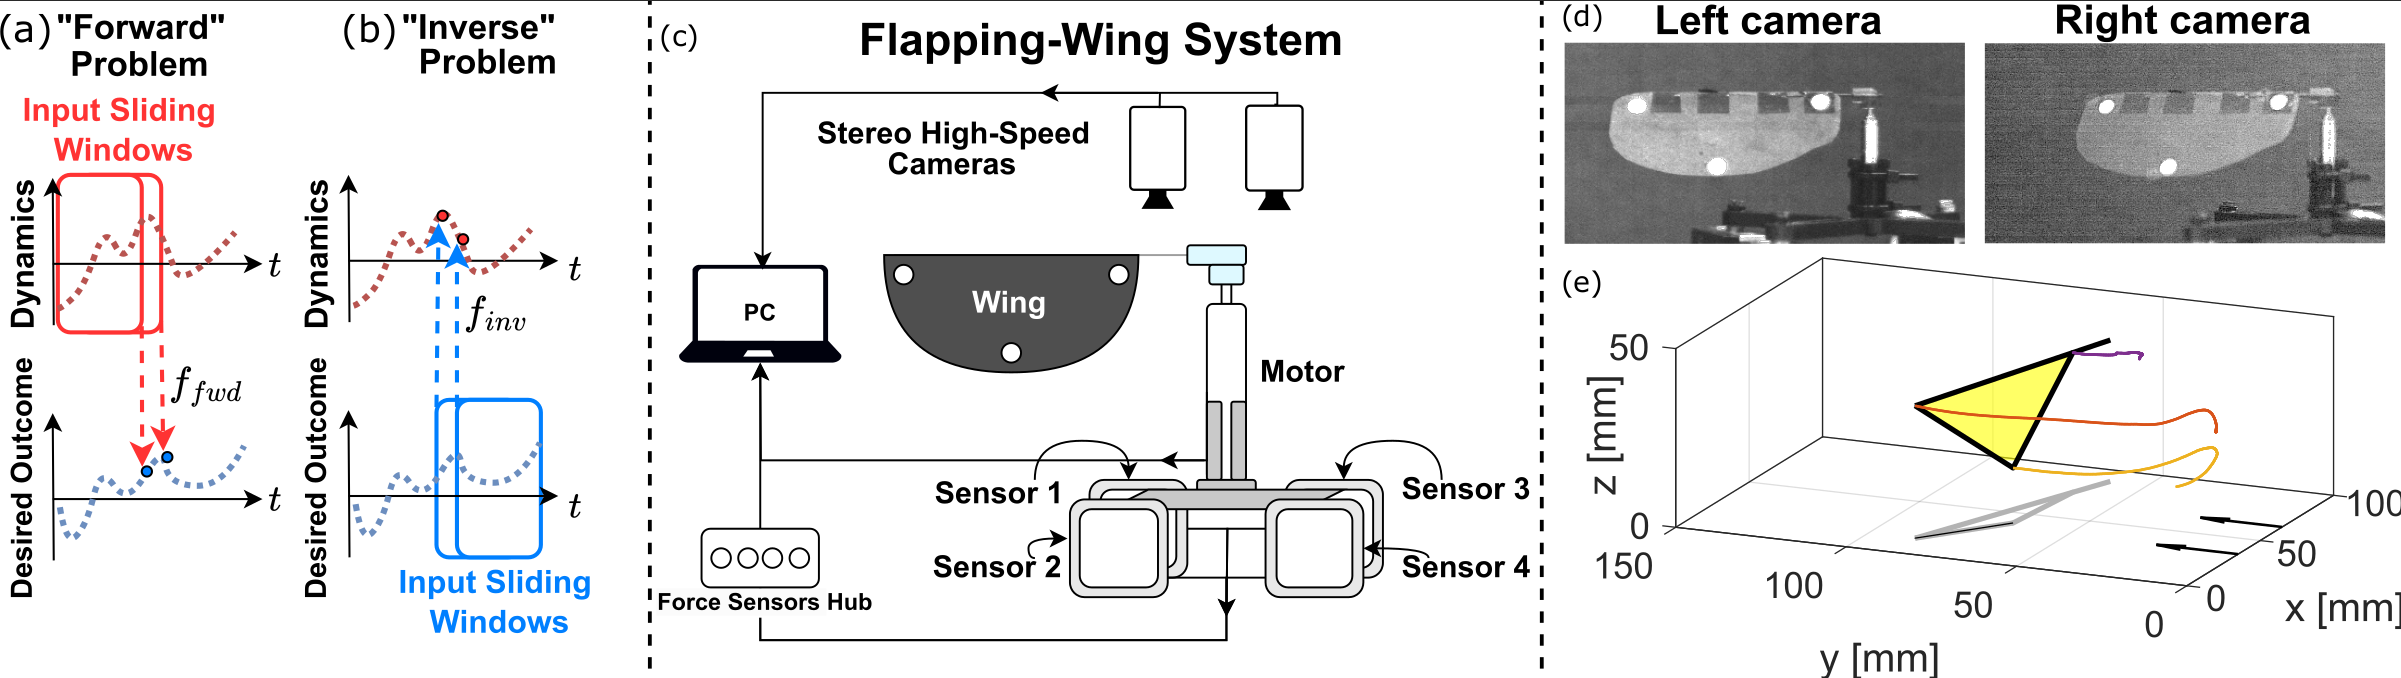 (a) "Forward"
Problem
Input Sliding
Windows
Dynamics
t
f_{fwd}
Desired Outcome
t
(b) "Inverse"
Problem
Dynamics
t
f_{inv}
Desired Outcome
t
Input Sliding
Windows
(c)
Flapping-Wing System
Stereo High-Speed
Cameras
PC
Wing
Motor
Sensor 1
Sensor 3
Sensor 2
Sensor 4
Force Sensors Hub
(d) Left camera
Right camera
(e)
50
0
z [mm]
150
100
50
0
y [mm]
0
50
100
x [mm]